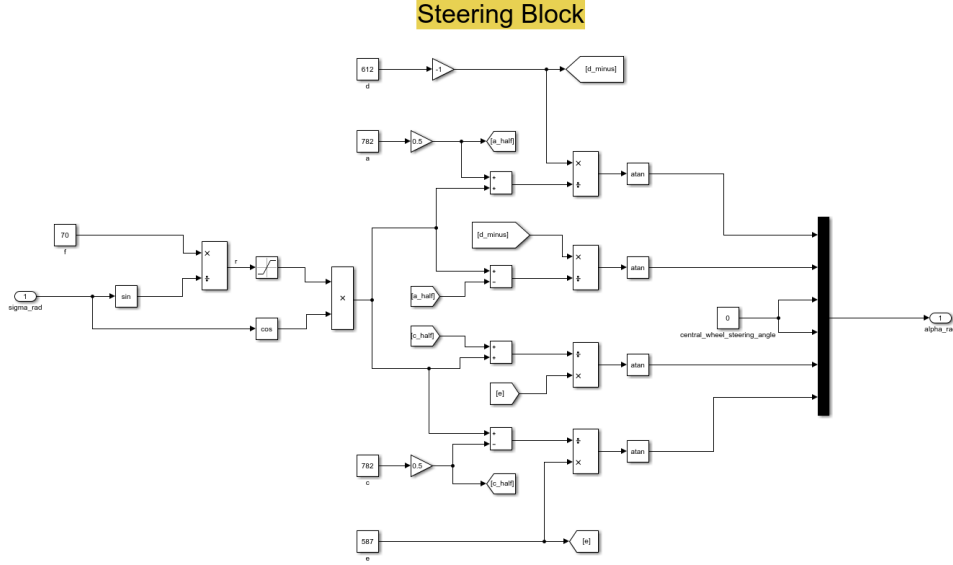 Steering Block
612
-1
[d_minus]
d
782
0.5
[a_half]
a
+
+
×
÷
atan
[d_minus]
70
f
×
÷
r
+
−
×
÷
atan
[a_half]
1
sigma_rad
sin
cos
×
[c_half]
+
+
÷
×
atan
[e]
0
central_wheel_steering_angle
1
alpha_ra
+
−
÷
×
atan
782
0.5
[c_half]
c
587
[e]
e